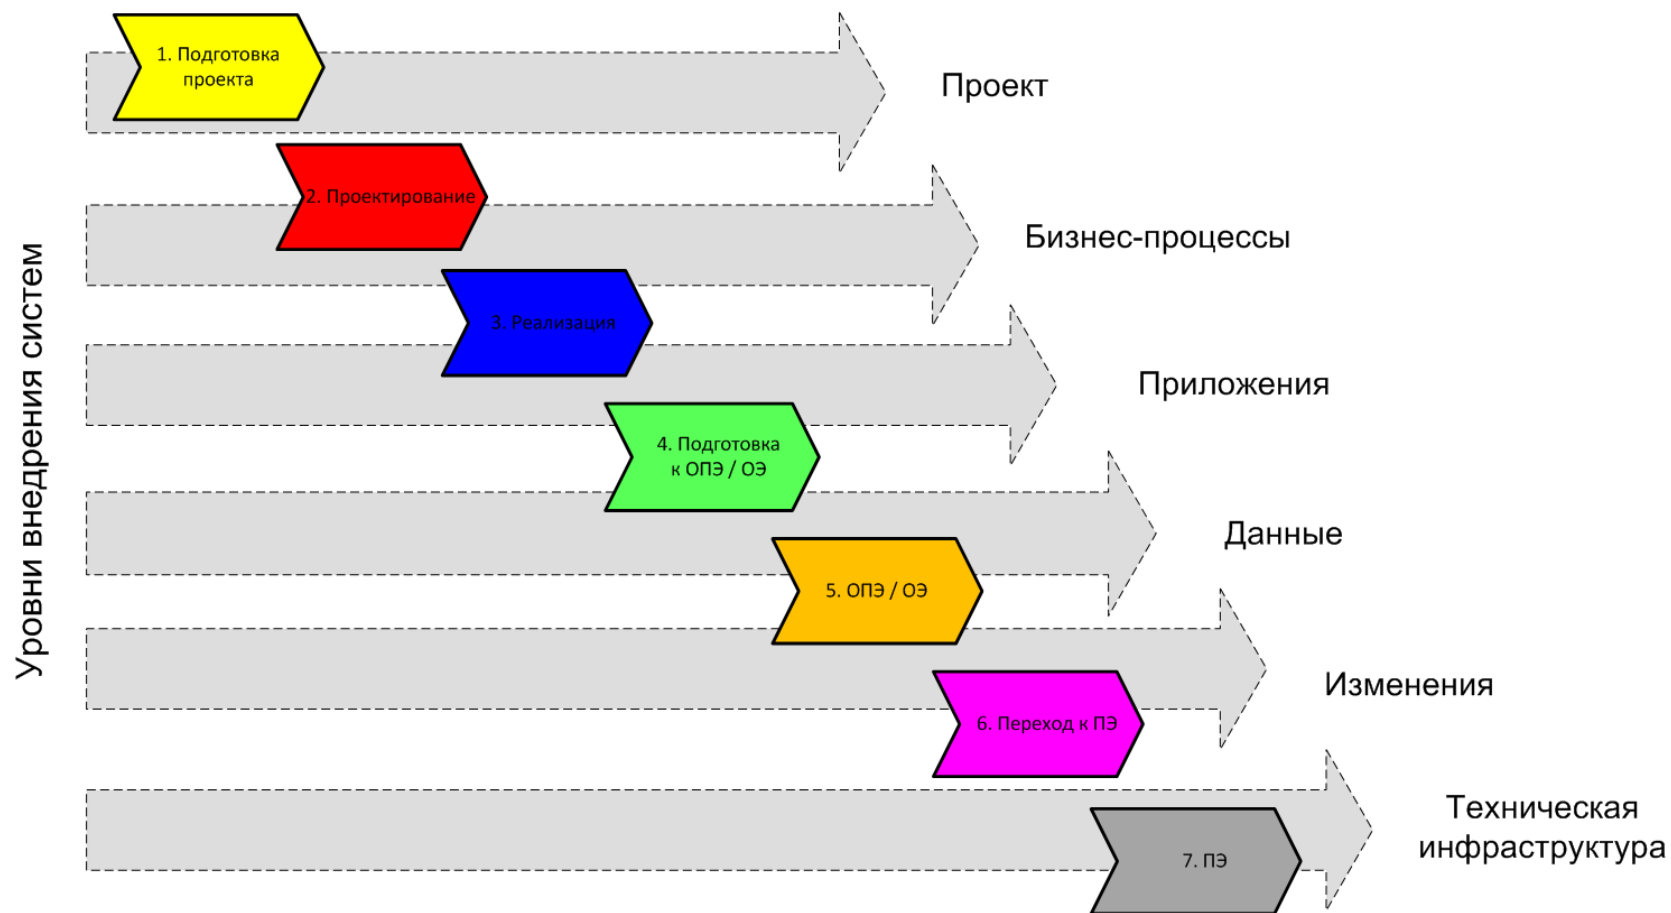 1. Подготовка
проекта
Проект
2. Проектирование
Бизнес-процессы
3. Реализация
Приложения
4. Подготовка
к ОПЭ / ОЭ
Данные
5. ОПЭ / ОЭ
Изменения
6. Переход к ПЭ
Техническая
инфраструктура
7. ПЭ
Уровни внедрения систем